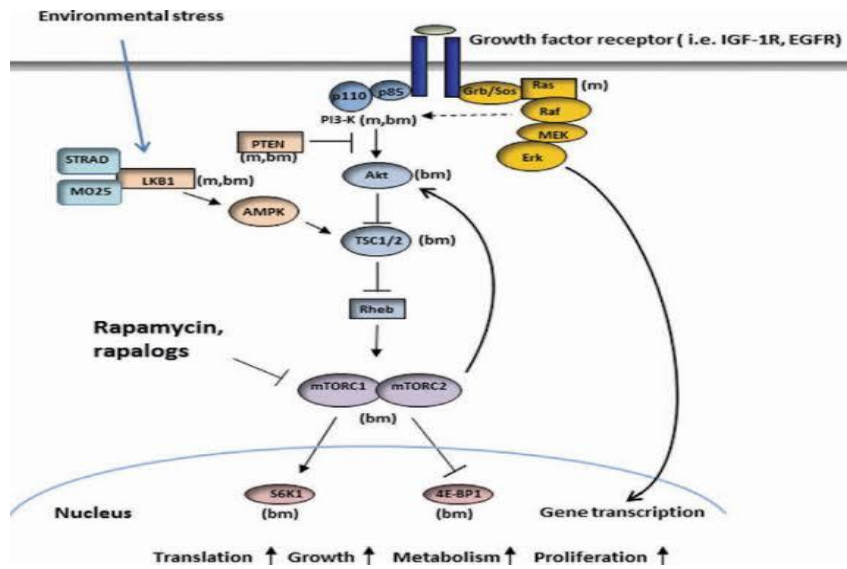 Environmental stress
Growth factor receptor ( i.e. IGF-1R, EGFR)
p110
p85
Grb/Sos
Ras
(m)
PI3-K (m,bm)
Raf
MEK
Erk
PTEN
(m,bm)
STRAD
MO25
LKB1
(m,bm)
Akt
(bm)
AMPK
TSC1/2
(bm)
Rheb
Rapamycin,
rapalogs
mTORC1
mTORC2
(bm)
S6K1
(bm)
4E-BP1
(bm)
Nucleus
Gene transcription
Translation ↑ Growth ↑ Metabolism ↑ Proliferation ↑